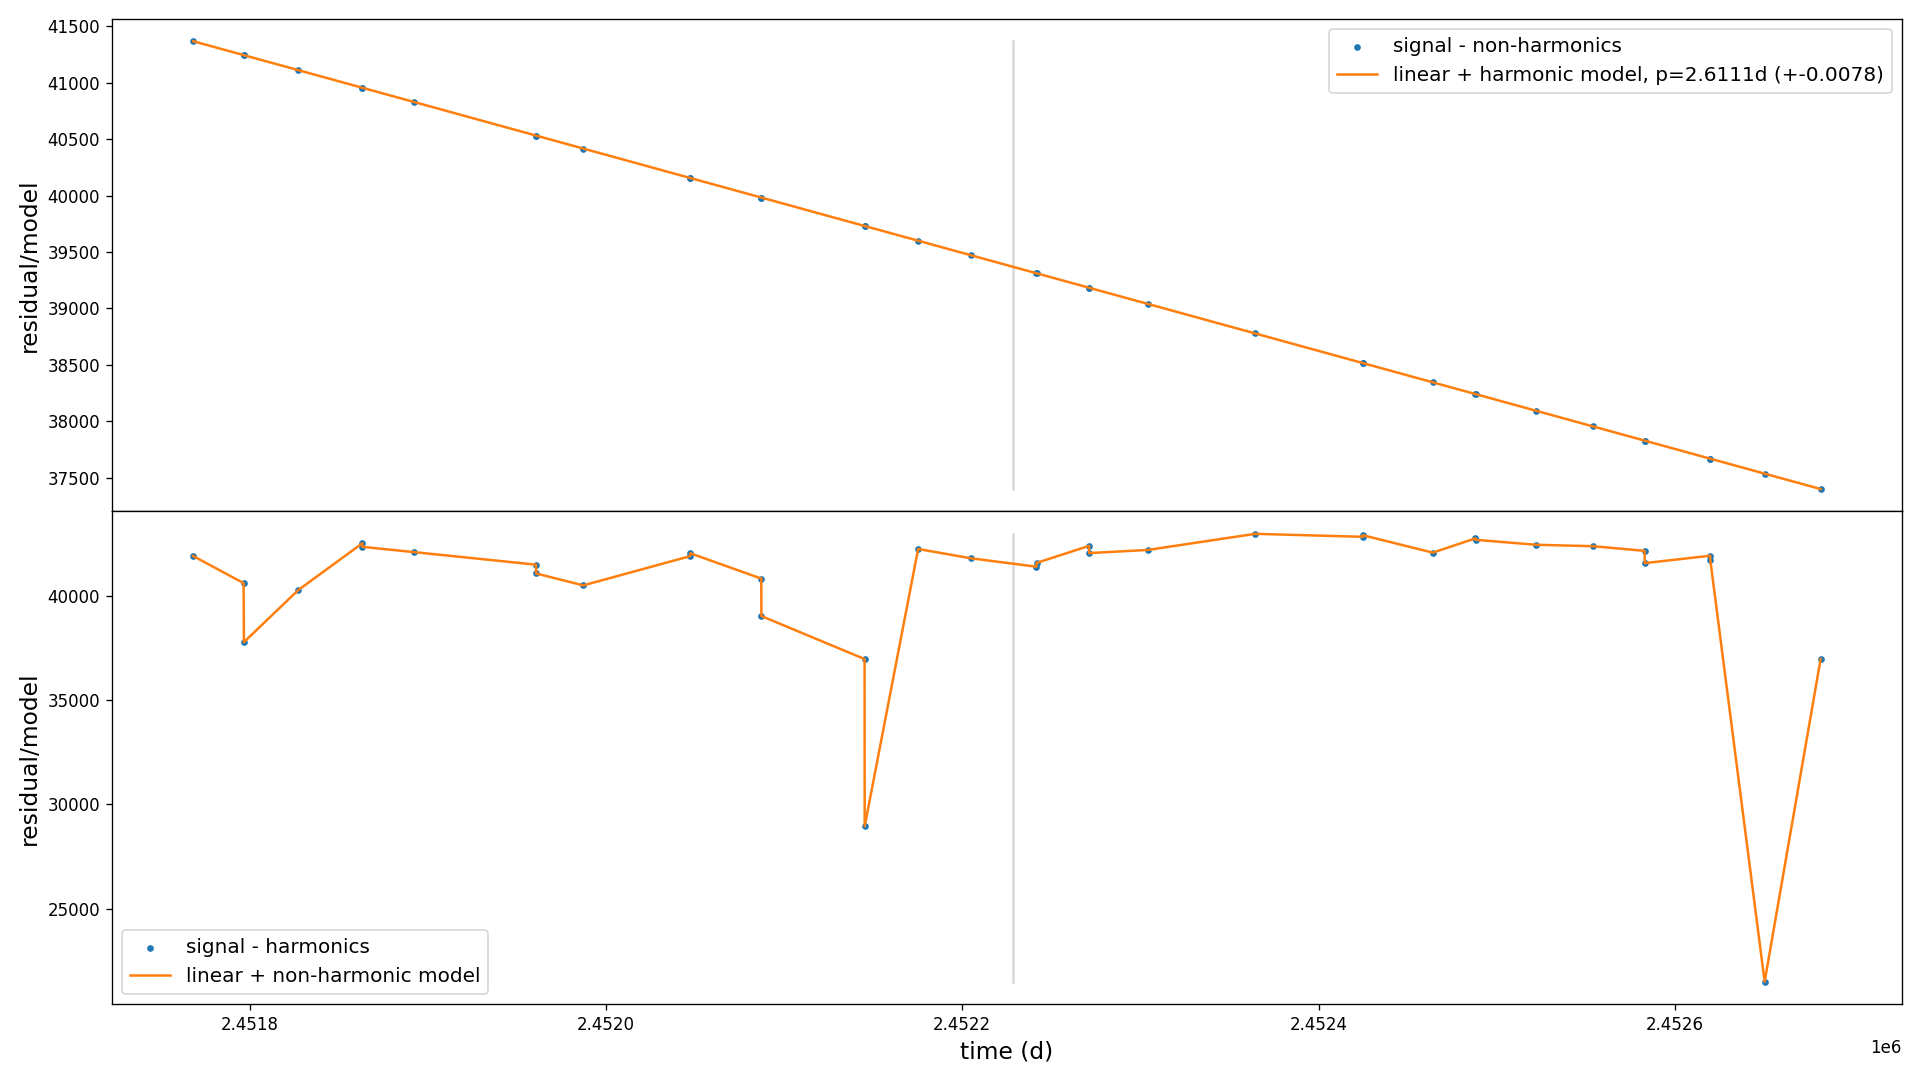 41500
41000
40500
40000
39500
39000
38500
38000
37500
residual/model
signal - non-harmonics
linear + harmonic model, p=2.6111d (+-0.0078)
40000
35000
30000
25000
residual/model
signal - harmonics
linear + non-harmonic model
2.4518
2.4520
2.4522
2.4524
2.4526
1e6
time (d)